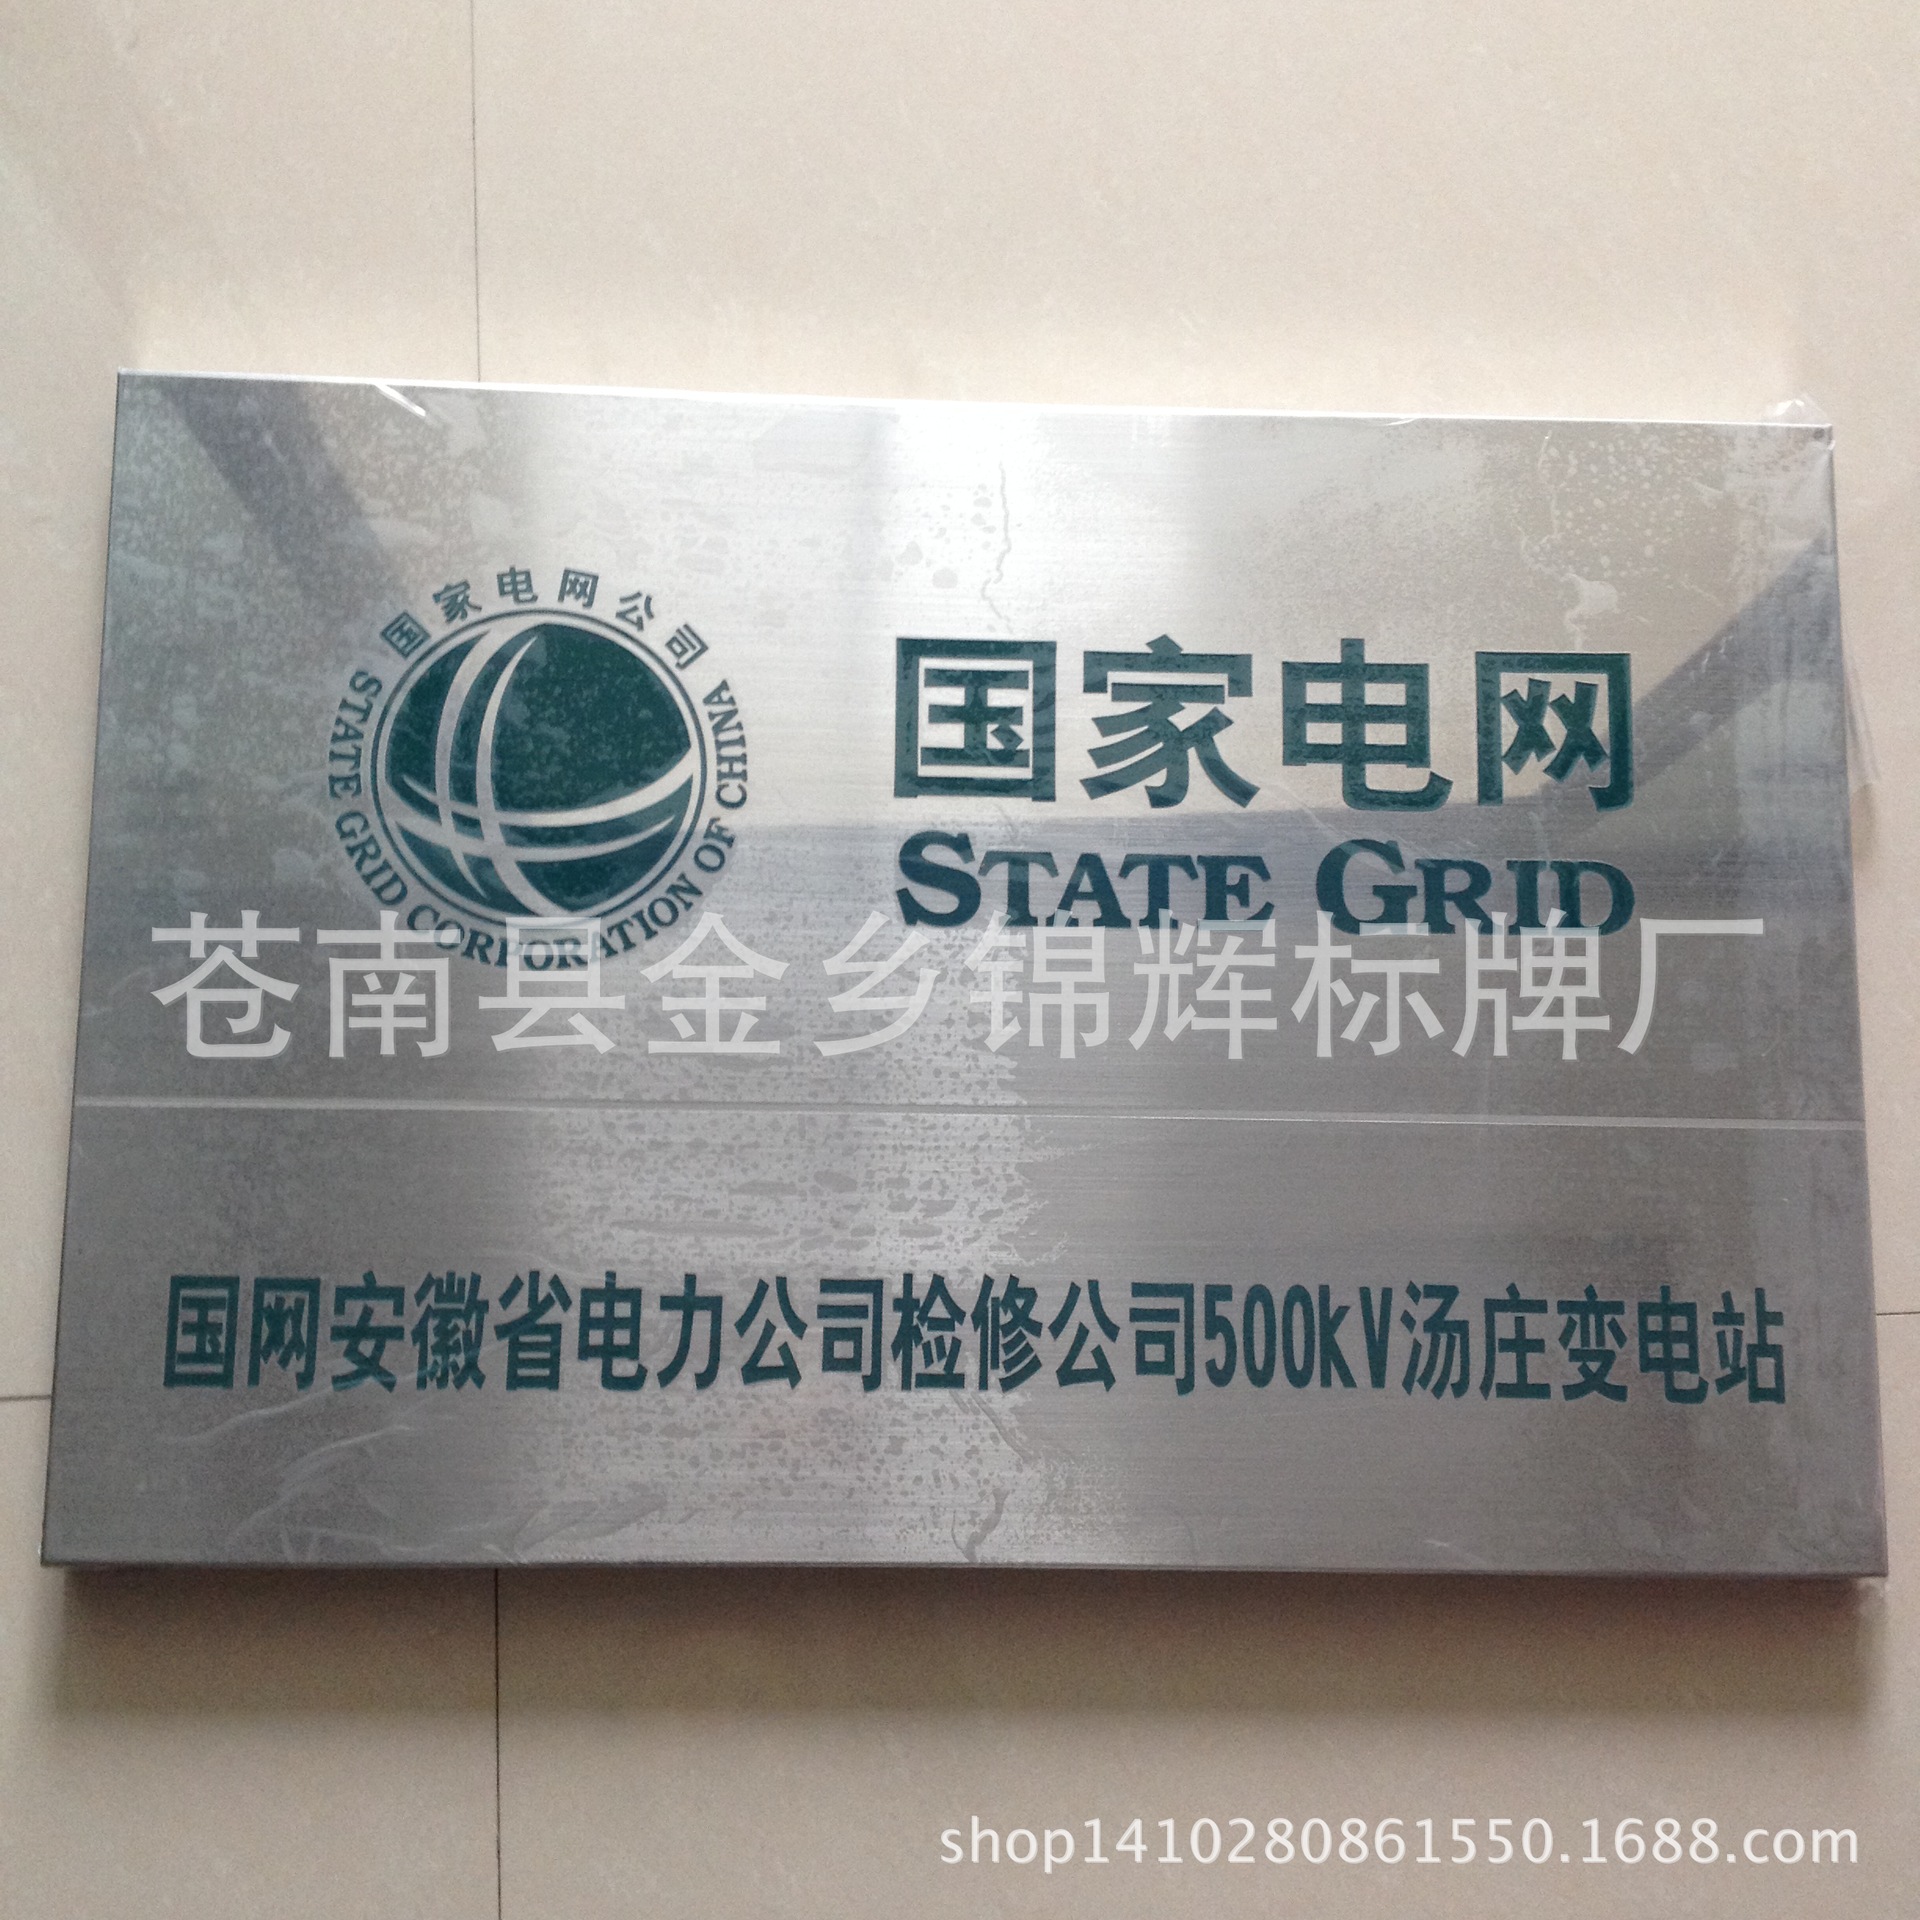 国家电网公司
STATE GRID CORPORATION OF CHINA
国家电网
STATE GRID
苍南县金乡锦辉标牌厂
国网安徽省电力公司检修公司500kV汤庄变电站
shop1410280861550.1688.com